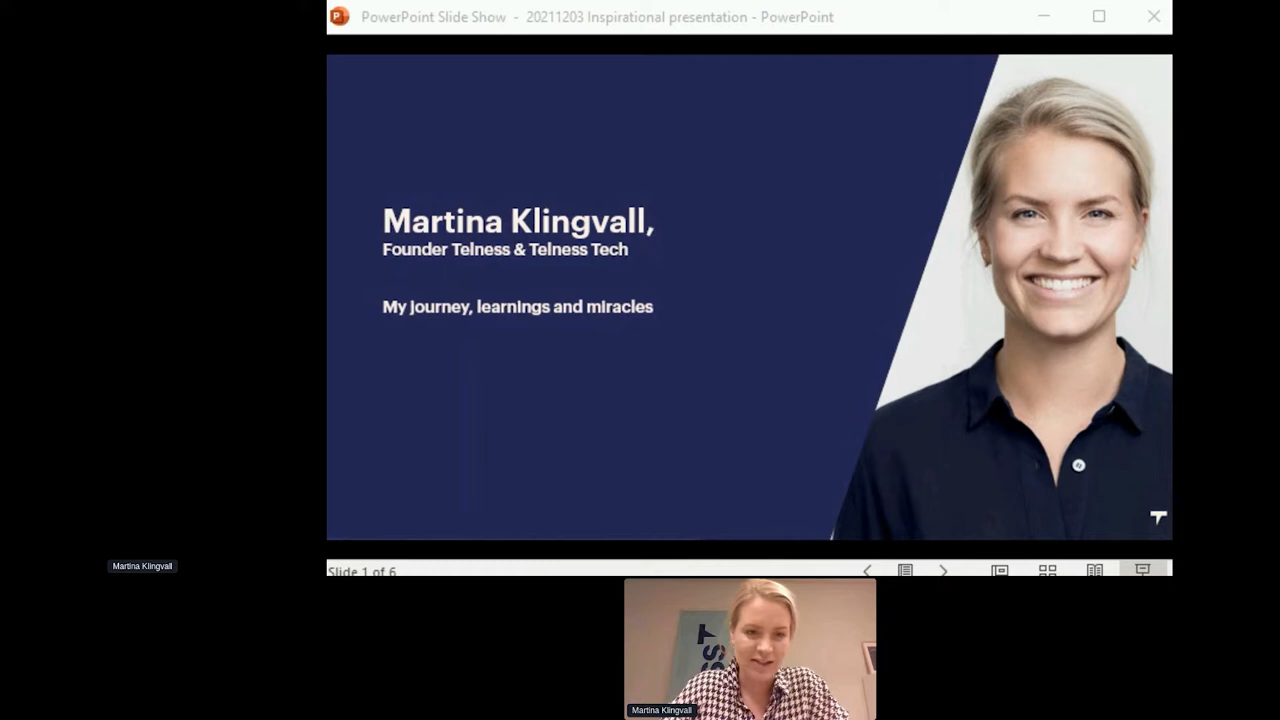 PowerPoint Slide Show - 20211203 Inspirational presentation - PowerPoint
Martina Klingvall,
Founder Telness & Telness Tech
My journey, learnings and miracles
Martina Klingvall
Slide 1 of 6
Martina Klingvall